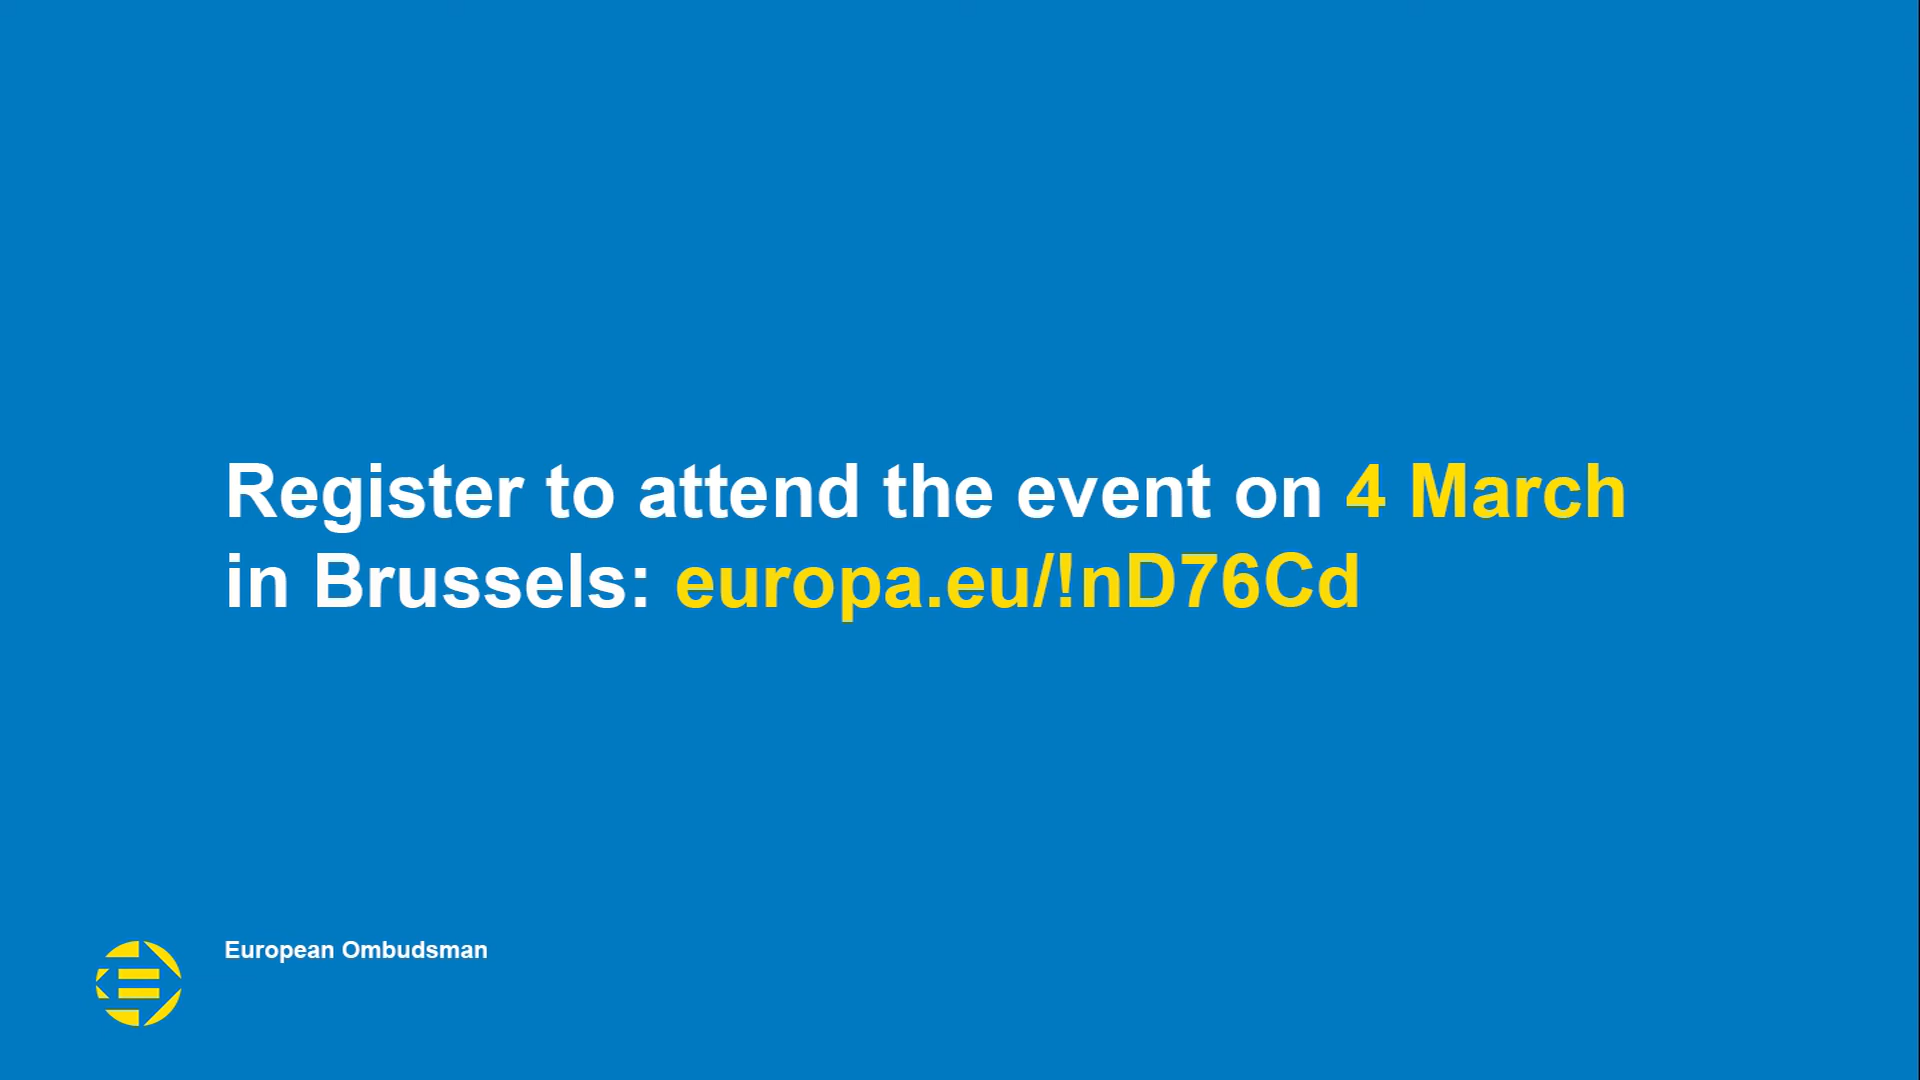 Register to attend the event on 4 March
in Brussels: europa.eu/!nD76Cd
European Ombudsman